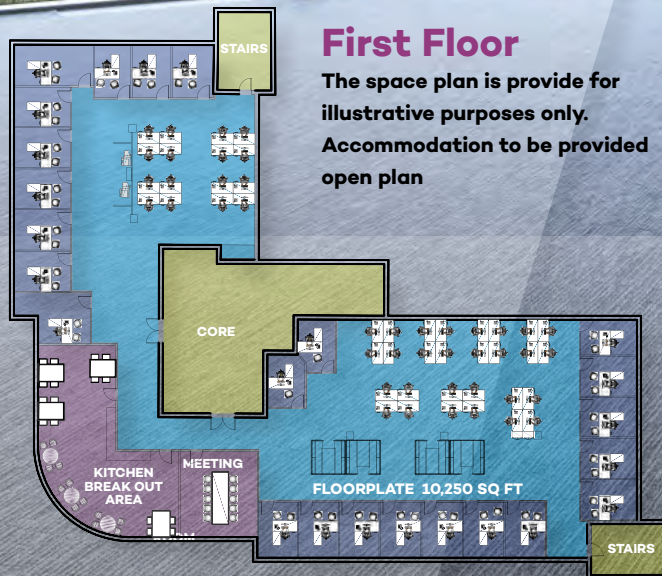 First Floor
The space plan is provide for
illustrative purposes only.
Accommodation to be provided
open plan
STAIRS
CORE
MEETING
KITCHEN
BREAK OUT
AREA
FLOORPLATE 10,250 SQ FT
STAIRS